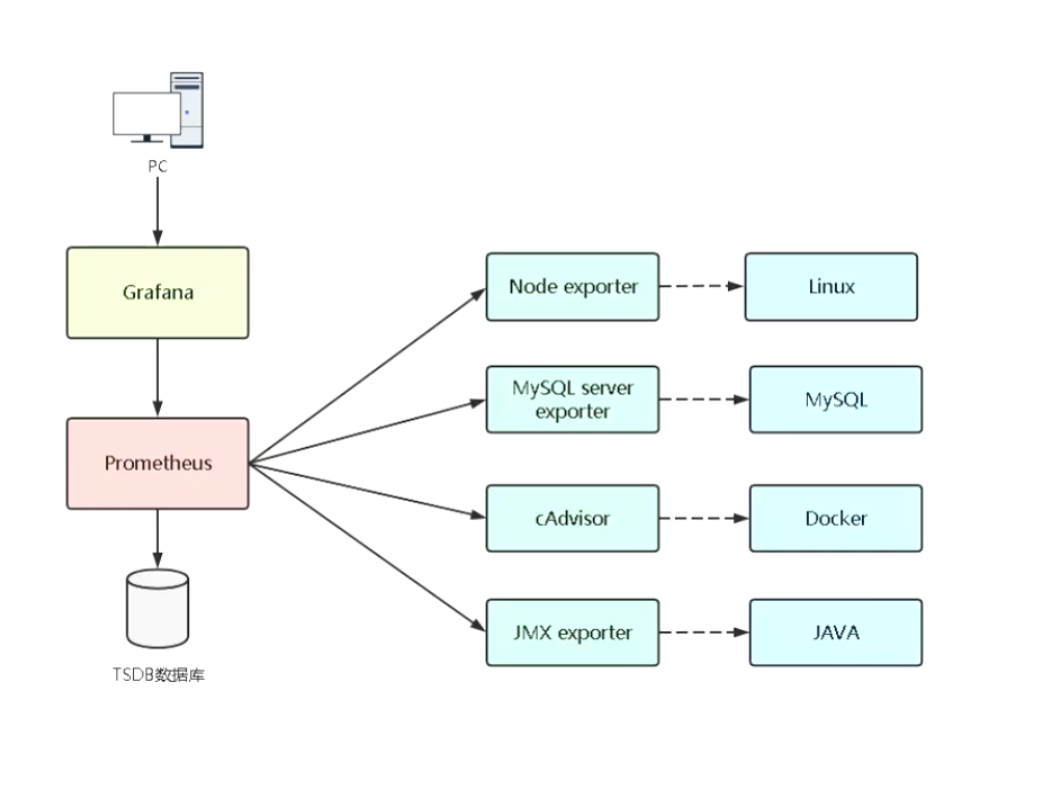 PC
Grafana
Prometheus
TSDB数据库
Node exporter
Linux
MySQL server
exporter
MySQL
cAdvisor
Docker
JMX exporter
JAVA